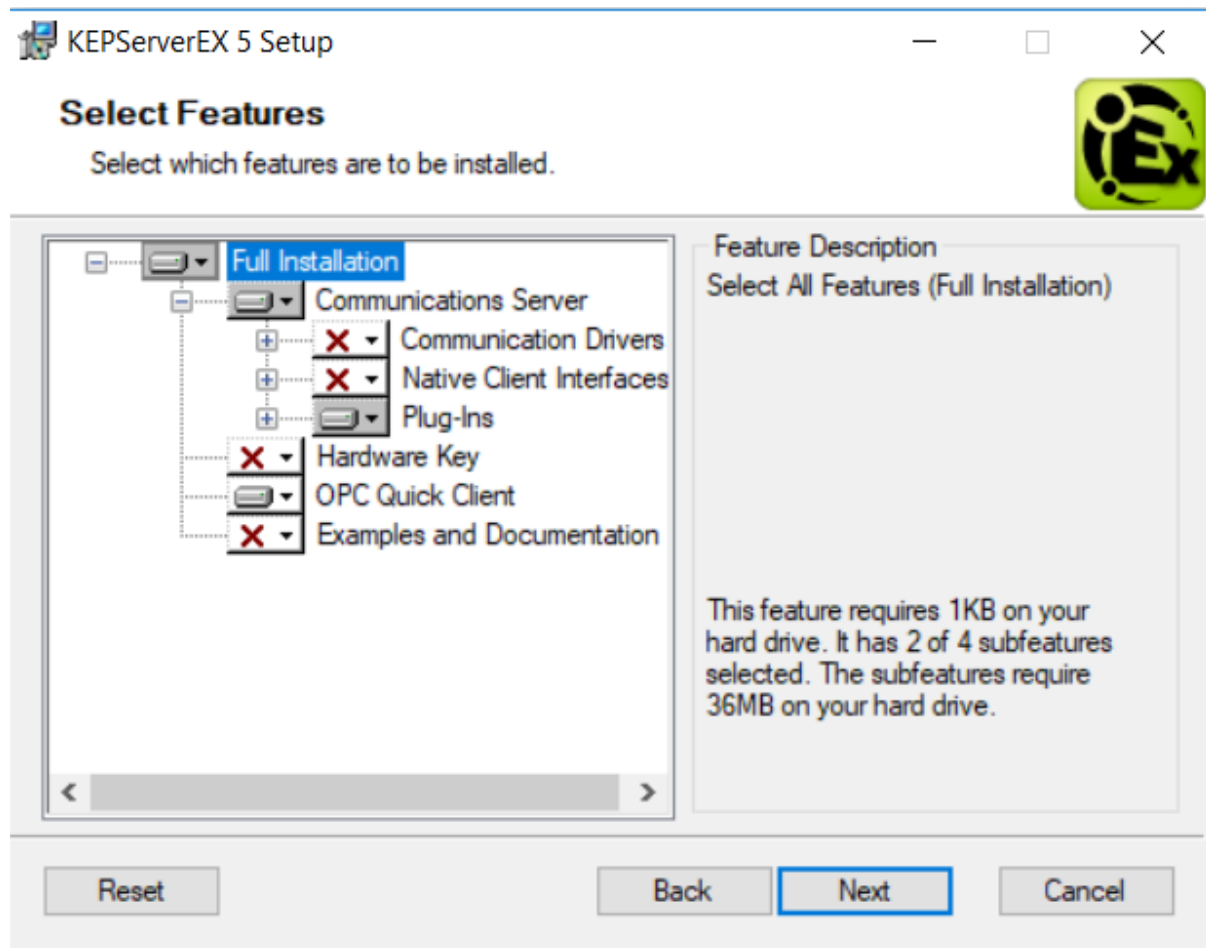 KEPServerEX 5 Setup
Select Features
Select which features are to be installed.
Ex
Full Installation
Communications Server
Communication Drivers
Native Client Interfaces
Plug-Ins
Hardware Key
OPC Quick Client
Examples and Documentation
Feature Description
Select All Features (Full Installation)
This feature requires 1KB on your
hard drive. It has 2 of 4 subfeatures
selected. The subfeatures require
36MB on your hard drive.
Reset
Back
Next
Cancel